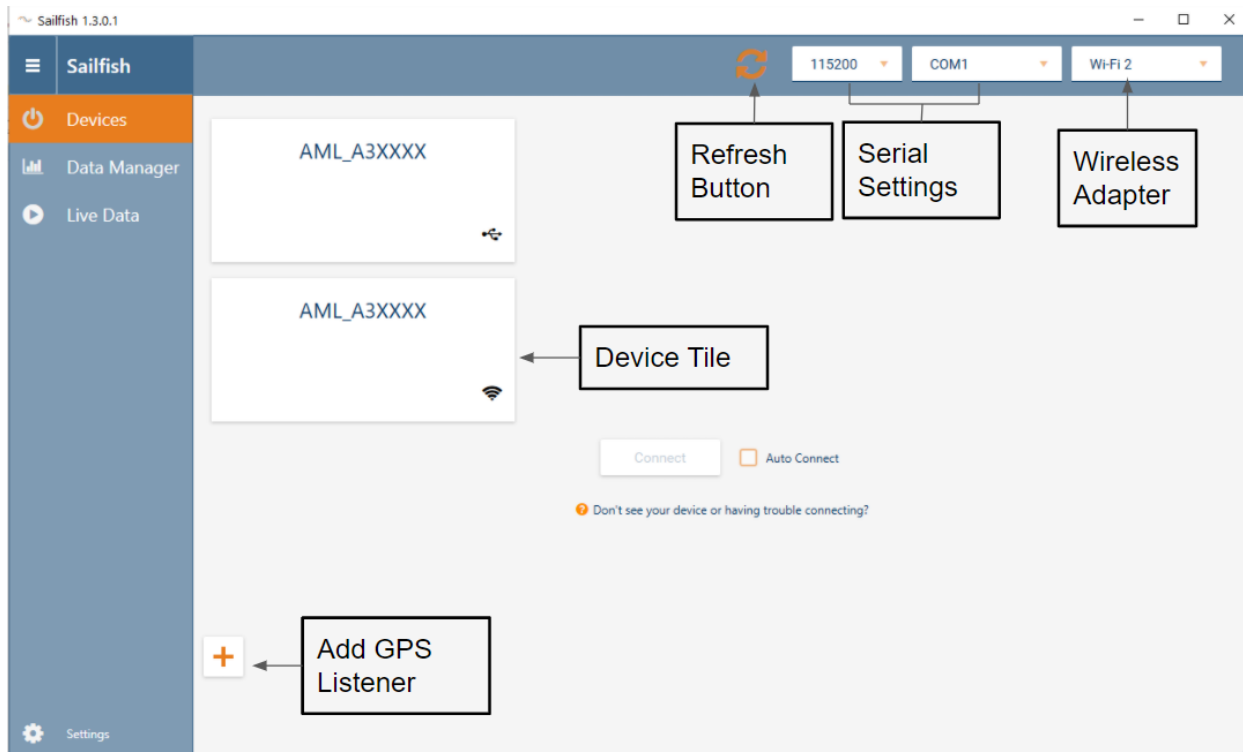 Sailfish 1.3.0.1
Sailfish
115200
COM1
Wi-Fi 2
Devices
Data Manager
Live Data
AML_A3XXXX
Refresh
Button
Serial
Settings
Wireless
Adapter
AML_A3XXXX
Device Tile
Connect
Auto Connect
? Don't see your device or having trouble connecting?
Add GPS
Listener
Settings